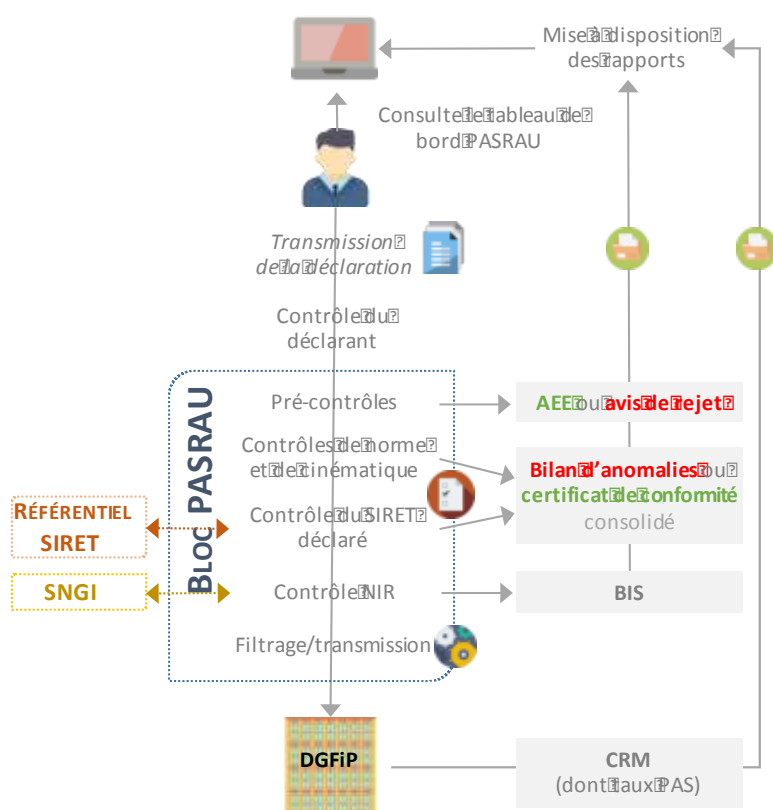 Mise à disposition
des rapports
Consulte le tableau de
bord PASRAU
Transmission
de la déclaration
Contrôle du
déclarant
BLOC PASRAU
Pré-contrôles
AEE ou avis de rejet
Contrôles de norme
et de cinématique
Bilan d'anomalies ou
certificat de conformité
consolidé
RÉFÉRENTIEL
SIRET
Contrôle du SIRET
déclaré
SNGI
Contrôle NIR
BIS
Filtrage/transmission
DGFiP
CRM
(dont taux PAS)